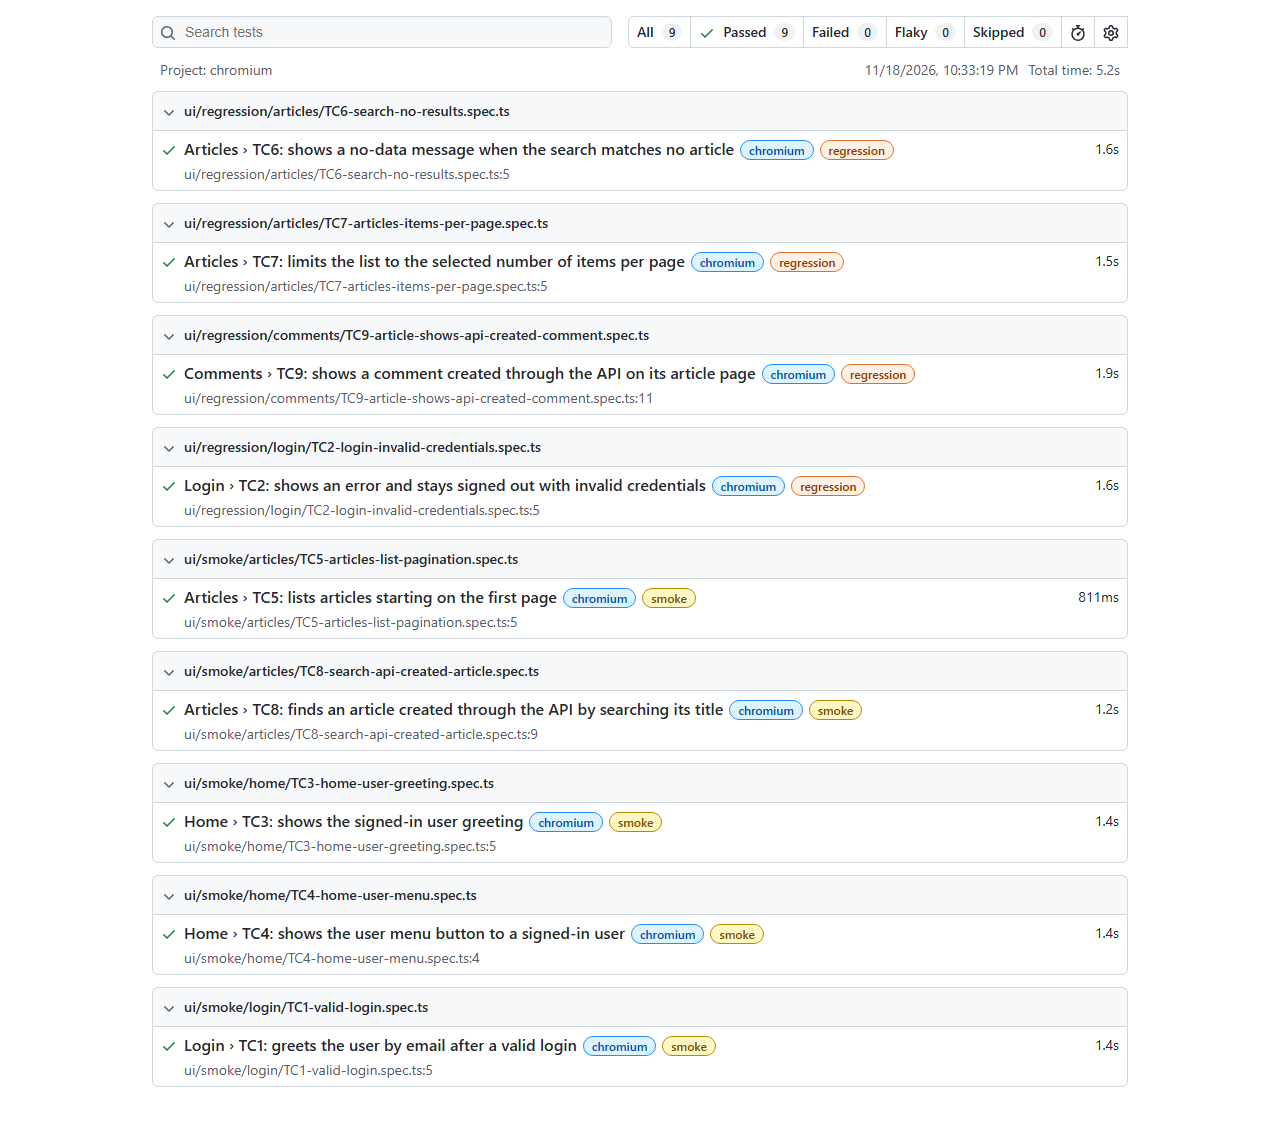 Search tests
All 9 Passed 9 Failed 0 Flaky 0 Skipped 0
Project: chromium 11/18/2026, 10:33:19 PM Total time: 5.2s
ui/regression/articles/TC6-search-no-results.spec.ts
Articles › TC6: shows a no-data message when the search matches no article chromium regression 1.6s
ui/regression/articles/TC6-search-no-results.spec.ts:5
ui/regression/articles/TC7-articles-items-per-page.spec.ts
Articles › TC7: limits the list to the selected number of items per page chromium regression 1.5s
ui/regression/articles/TC7-articles-items-per-page.spec.ts:5
ui/regression/comments/TC9-article-shows-api-created-comment.spec.ts
Comments › TC9: shows a comment created through the API on its article page chromium regression 1.9s
ui/regression/comments/TC9-article-shows-api-created-comment.spec.ts:11
ui/regression/login/TC2-login-invalid-credentials.spec.ts
Login › TC2: shows an error and stays signed out with invalid credentials chromium regression 1.6s
ui/regression/login/TC2-login-invalid-credentials.spec.ts:5
ui/smoke/articles/TC5-articles-list-pagination.spec.ts
Articles › TC5: lists articles starting on the first page chromium smoke 811ms
ui/smoke/articles/TC5-articles-list-pagination.spec.ts:5
ui/smoke/articles/TC8-search-api-created-article.spec.ts
Articles › TC8: finds an article created through the API by searching its title chromium smoke 1.2s
ui/smoke/articles/TC8-search-api-created-article.spec.ts:9
ui/smoke/home/TC3-home-user-greeting.spec.ts
Home › TC3: shows the signed-in user greeting chromium smoke 1.4s
ui/smoke/home/TC3-home-user-greeting.spec.ts:5
ui/smoke/home/TC4-home-user-menu.spec.ts
Home › TC4: shows the user menu button to a signed-in user chromium smoke 1.4s
ui/smoke/home/TC4-home-user-menu.spec.ts:4
ui/smoke/login/TC1-valid-login.spec.ts
Login › TC1: greets the user by email after a valid login chromium smoke 1.4s
ui/smoke/login/TC1-valid-login.spec.ts:5